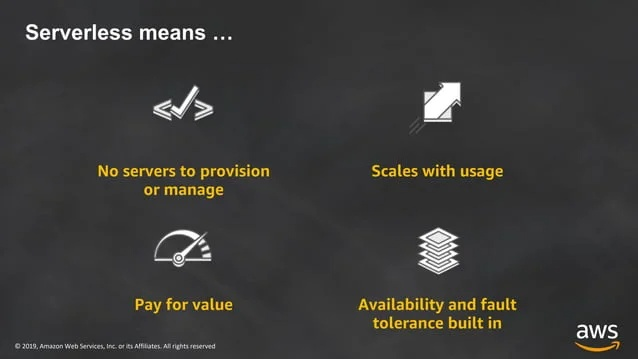 Serverless means …
No servers to provision
or manage
Scales with usage
Pay for value
Availability and fault
tolerance built in
© 2019, Amazon Web Services, Inc. or its Affiliates. All rights reserved
aws